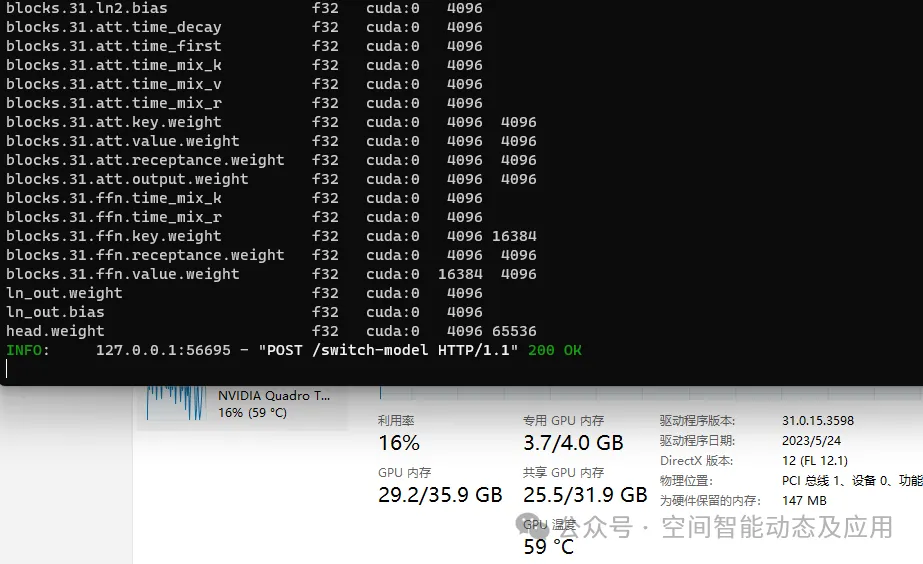 blocks.31.ln2.bias f32 cuda:0 4096
blocks.31.att.time_decay f32 cuda:0 4096
blocks.31.att.time_first f32 cuda:0 4096
blocks.31.att.time_mix_k f32 cuda:0 4096
blocks.31.att.time_mix_v f32 cuda:0 4096
blocks.31.att.time_mix_r f32 cuda:0 4096
blocks.31.att.key.weight f32 cuda:0 4096 4096
blocks.31.att.value.weight f32 cuda:0 4096 4096
blocks.31.att.receptance.weight f32 cuda:0 4096 4096
blocks.31.att.output.weight f32 cuda:0 4096 4096
blocks.31.ffn.time_mix_k f32 cuda:0 4096
blocks.31.ffn.time_mix_r f32 cuda:0 4096
blocks.31.ffn.key.weight f32 cuda:0 4096 16384
blocks.31.ffn.receptance.weight f32 cuda:0 4096 4096
blocks.31.ffn.value.weight f32 cuda:0 16384 4096
ln_out.weight f32 cuda:0 4096
ln_out.bias f32 cuda:0 4096
head.weight f32 cuda:0 4096 65536
INFO: 127.0.0.1:56695 - "POST /switch-model HTTP/1.1" 200 OK
NVIDIA Quadro T...
16% (59 °C)
利用率
16%
专用 GPU 内存
3.7/4.0 GB
GPU 内存
29.2/35.9 GB
共享 GPU 内存
25.5/31.9 GB
GPU 温度
59 °C
驱动程序版本: 31.0.15.3598
驱动程序日期: 2023/5/24
DirectX 版本: 12 (FL 12.1)
物理位置: PCI 总线 1、设备 0、功能
为硬件保留的内存: 147 MB
公众号 · 空间智能动态及应用